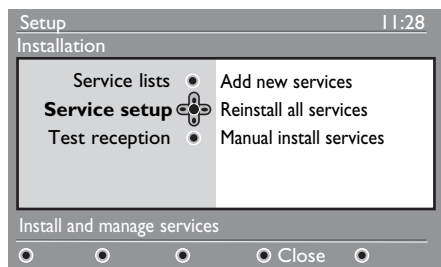 Setup 11:28
Installation
Service lists Add new services
Service setup Reinstall all services
Test reception Manual install services
Install and manage services
Close